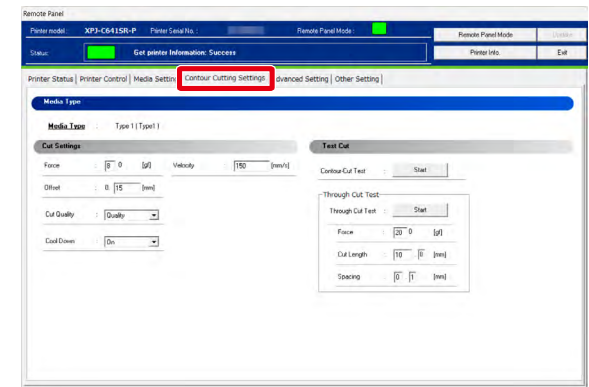 Remote Panel
Printer model : XPJ-C641SR-P Printer Serial No. : Remote Panel Mode : Remote Panel Mode
Status: Get printer Information: Success Printer Info. Exit
Printer Status Printer Control Media Settin Contour Cutting Settings dvanced Setting Other Setting
Media Type
Media Type : Type 1 ( Type1 )
Cut Settings Test Cut
Force : 8 0 [gf] Velocity : 150 [mm/s]
Contour-Cut Test : Start
Offset : 0. 15 [mm]
Through Cut Test
Cut Quality : Quality Through Cut Test : Start
Cool Down : On Force : 20 0 [gf]
Cut Length : 10 . 0 [mm]
Spacing : 0 . 1 [mm]